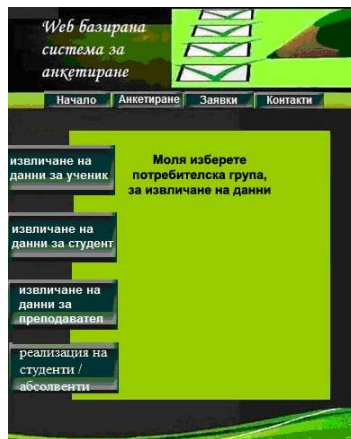 Web базирана
система за
анкетиране
Начало
Анкетиране
Заявки
Контакти
извличане на
данни за ученик
Моля изберете
потребителска група,
за извличане на данни
извличане на
данни за студент
извличане на
данни за
преподавател
реализация на
студенти /
абсолвенти